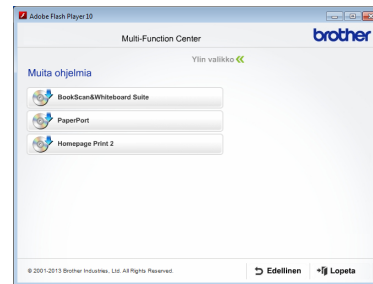 Adobe Flash Player 10
Multi-Function Center
brother
Ylin valikko
Muita ohjelmia
BookScan&Whiteboard Suite
PaperPort
Homepage Print 2
© 2001-2013 Brother Industries, Ltd. All Rights Reserved.
Edellinen
Lopeta